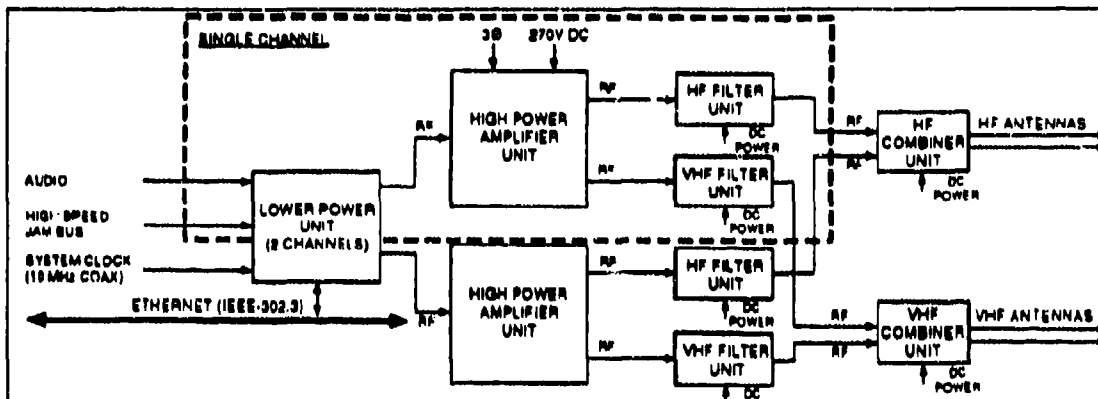 SINGLE CHANNEL
3Ø
270V DC
HIGH POWER
AMPLIFIER
UNIT
RF
RF
RF
HF FILTER
UNIT
DC
POWER
VHF FILTER
UNIT
DC
POWER
RF
RF
HF
COMBINER
UNIT
DC
POWER
HF ANTENNAS
AUDIO
HIGH-SPEED
JAM BUS
SYSTEM CLOCK
(10 MHz COAX)
LOWER POWER
UNIT
(2 CHANNELS)
ETHERNET (IEEE-802.3)
RF
HIGH POWER
AMPLIFIER
UNIT
RF
RF
HF FILTER
UNIT
DC
POWER
VHF FILTER
UNIT
DC
RF
RF
VHF
COMBINER
UNIT
DC
POWER
VHF ANTENNAS